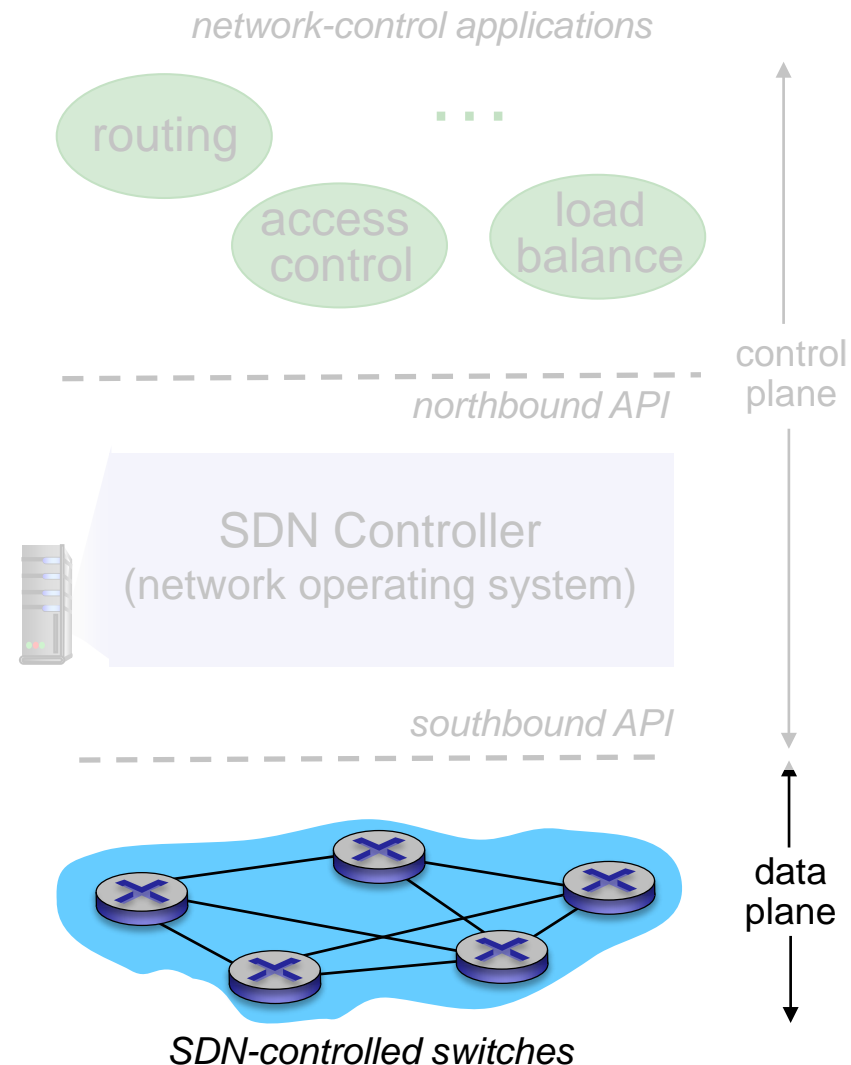 network-control applications
routing
. . .
access
control
load
balance
control
plane
northbound API
SDN Controller
(network operating system)
southbound API
data
plane
SDN-controlled switches